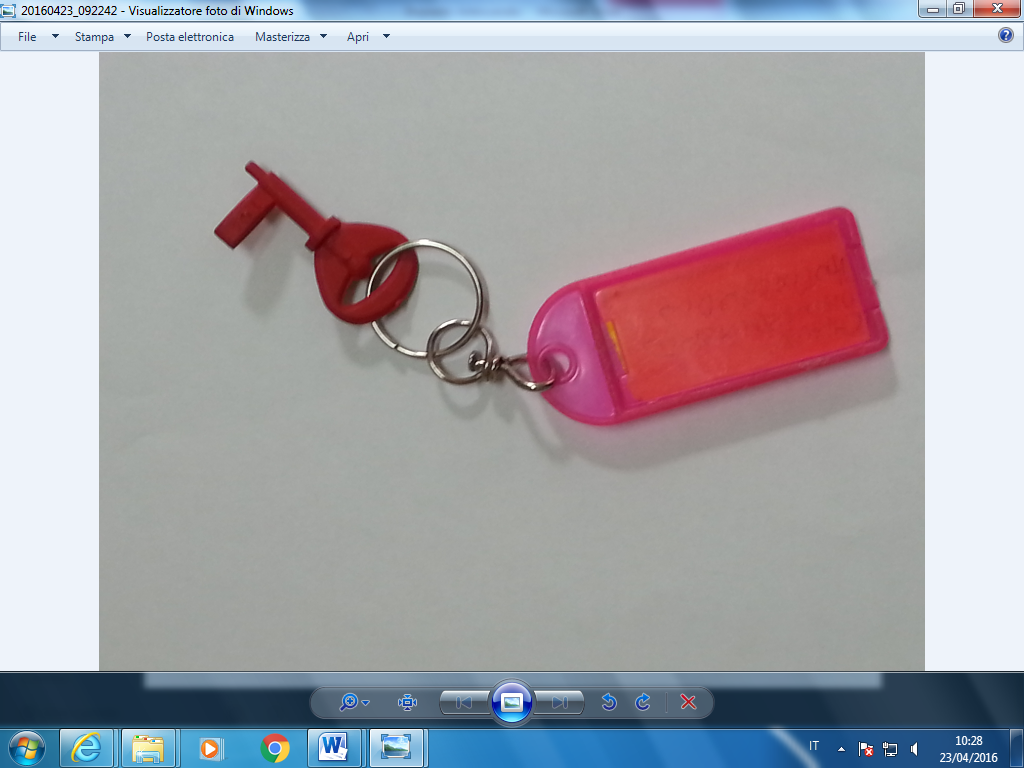 20160423_092242 - Visualizzatore foto di Windows
File Stampa Posta elettronica Masterizza Apri
IT
10:28
23/04/2016